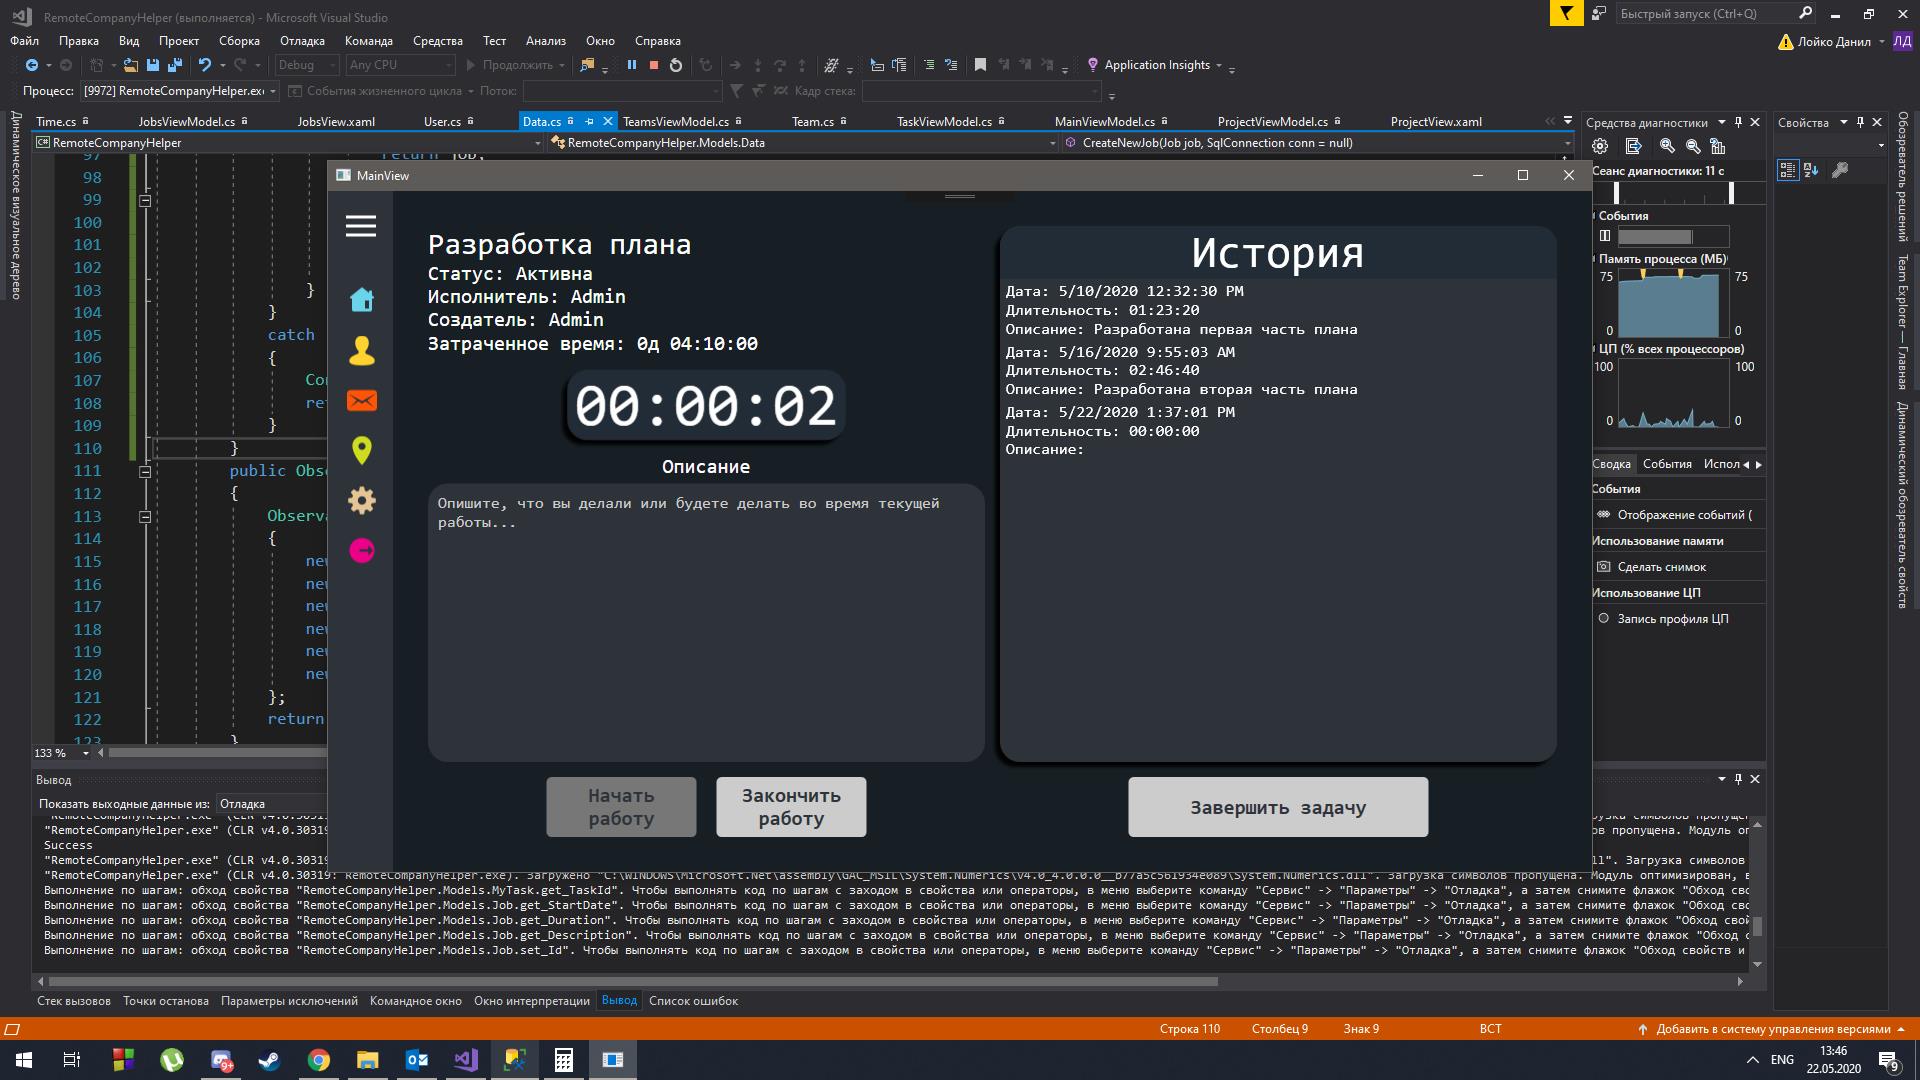 RemoteCompanyHelper (выполняется) - Microsoft Visual Studio
Быстрый запуск (Ctrl+Q)
Файл Правка Вид Проект Сборка Отладка Команда Средства Тест Анализ Окно Справка
Лойко Данил ЛД
Debug Any CPU Продолжить Application Insights
Процесс: [9972] RemoteCompanyHelper.exe События жизненного цикла Поток: Кадр стека:
Time.cs JobsViewModel.cs JobsView.xaml User.cs Data.cs TeamsViewModel.cs Team.cs TaskViewModel.cs MainViewModel.cs ProjectViewModel.cs ProjectView.xaml
RemoteCompanyHelper RemoteCompanyHelper.Models.Data CreateNewJob(Job job, SqlConnection conn = null)
Динамическое визуальное дерево
97 return job;
98
99
100
101
102
103 }
104 }
105 catch
106 {
107 Con
108 ret
109 }
110 }
111 public Obse
112 {
113 Observa
114 {
115 new
116 new
117 new
118 new
119 new
120 new
121 };
122 return
123 }
133 %
MainView
Разработка плана
Статус: Активна
Исполнитель: Admin
Создатель: Admin
Затраченное время: 0д 04:10:00
00:00:02
Описание
Опишите, что вы делали или будете делать во время текущей
работы...
Начать
работу
Закончить
работу
История
Дата: 5/10/2020 12:32:30 PM
Длительность: 01:23:20
Описание: Разработана первая часть плана
Дата: 5/16/2020 9:55:03 AM
Длительность: 02:46:40
Описание: Разработана вторая часть плана
Дата: 5/22/2020 1:37:01 PM
Длительность: 00:00:00
Описание:
Завершить задачу
Средства диагностики
Сеанс диагностики: 11 с
События
Память процесса (МБ)
75 75
0 0
ЦП (% всех процессоров)
100 100
0 0
Сводка События Испол
События
Отображение событий (
Использование памяти
Сделать снимок
Использование ЦП
Запись профиля ЦП
Свойства
Обозреватель решений
Team Explorer — Главная
Динамический обозреватель свойств
Вывод
Показать выходные данные из: Отладка
"RemoteCompanyHelper.exe" (CLR v4.0.30319
"RemoteCompanyHelper.exe" (CLR v4.0.30319 ов пропущена. Модуль оп
Success
"RemoteCompanyHelper.exe" (CLR v4.0.30319 ll". Загрузка символов
"RemoteCompanyHelper.exe" (CLR v4.0.30319: RemoteCompanyHelper.exe). Загружено "C:\WINDOWS\Microsoft.Net\assembly\GAC_MSIL\System.Numerics\v4.0_4.0.0.0__b77a5c561934e089\System.Numerics.dll". Загрузка символов пропущена. Модуль оптимизирован, в
Выполнение по шагам: обход свойства "RemoteCompanyHelper.Models.MyTask.get_TaskId". Чтобы выполнять код по шагам с заходом в свойства или операторы, в меню выберите команду "Сервис" -> "Параметры" -> "Отладка", а затем снимите флажок "Обход сво
Выполнение по шагам: обход свойства "RemoteCompanyHelper.Models.Job.get_StartDate". Чтобы выполнять код по шагам с заходом в свойства или операторы, в меню выберите команду "Сервис" -> "Параметры" -> "Отладка", а затем снимите флажок "Обход сво
Выполнение по шагам: обход свойства "RemoteCompanyHelper.Models.Job.get_Duration". Чтобы выполнять код по шагам с заходом в свойства или операторы, в меню выберите команду "Сервис" -> "Параметры" -> "Отладка", а затем снимите флажок "Обход свой
Выполнение по шагам: обход свойства "RemoteCompanyHelper.Models.Job.get_Description". Чтобы выполнять код по шагам с заходом в свойства или операторы, в меню выберите команду "Сервис" -> "Параметры" -> "Отладка", а затем снимите флажок "Обход с
Выполнение по шагам: обход свойства "RemoteCompanyHelper.Models.Job.set_Id". Чтобы выполнять код по шагам с заходом в свойства или операторы, в меню выберите команду "Сервис" -> "Параметры" -> "Отладка", а затем снимите флажок "Обход свойств и
Стек вызовов Точки останова Параметры исключений Командное окно Окно интерпретации Вывод Список ошибок
Строка 110 Столбец 9 Знак 9 ВСТ Добавить в систему управления версиями
9+ ENG 13:46
22.05.2020 9